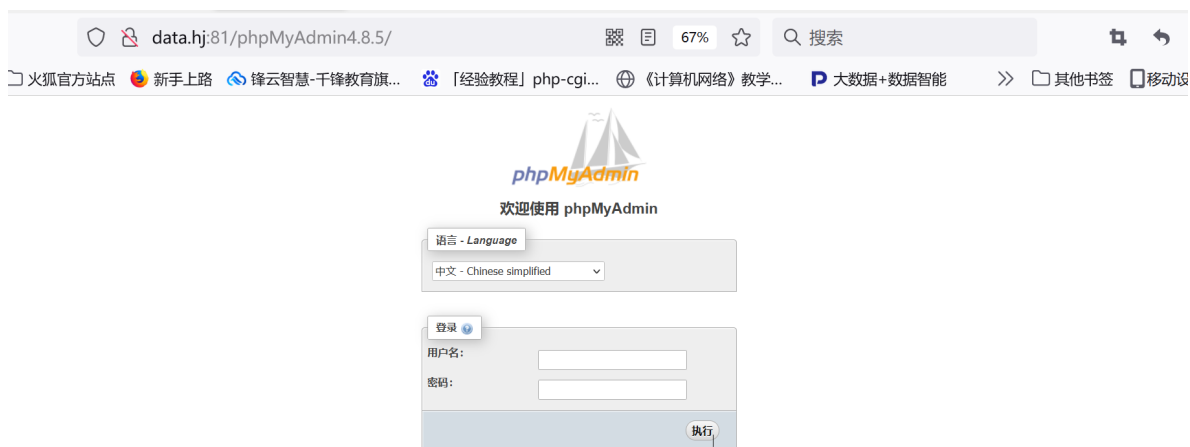 data.hj:81/phpMyAdmin4.8.5/ 67% 搜索
火狐官方站点 新手上路 锋云智慧-千锋教育旗... 「经验教程」php-cgi... 《计算机网络》教学... 大数据+数据智能 其他书签 移动设
phpMyAdmin
欢迎使用 phpMyAdmin
语言 - Language
中文 - Chinese simplified
登录
用户名：
密码：
执行